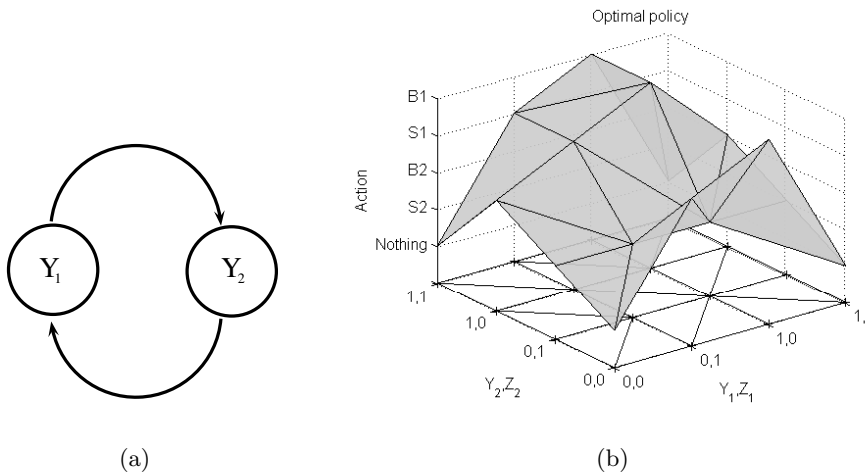 Y1
Y2
(a)
Optimal policy
B1
S1
B2
S2
Nothing
Action
1,1
1,0
0,1
0,0
Y2,Z2
0,0
0,1
1,0
1,
Y1,Z1
(b)